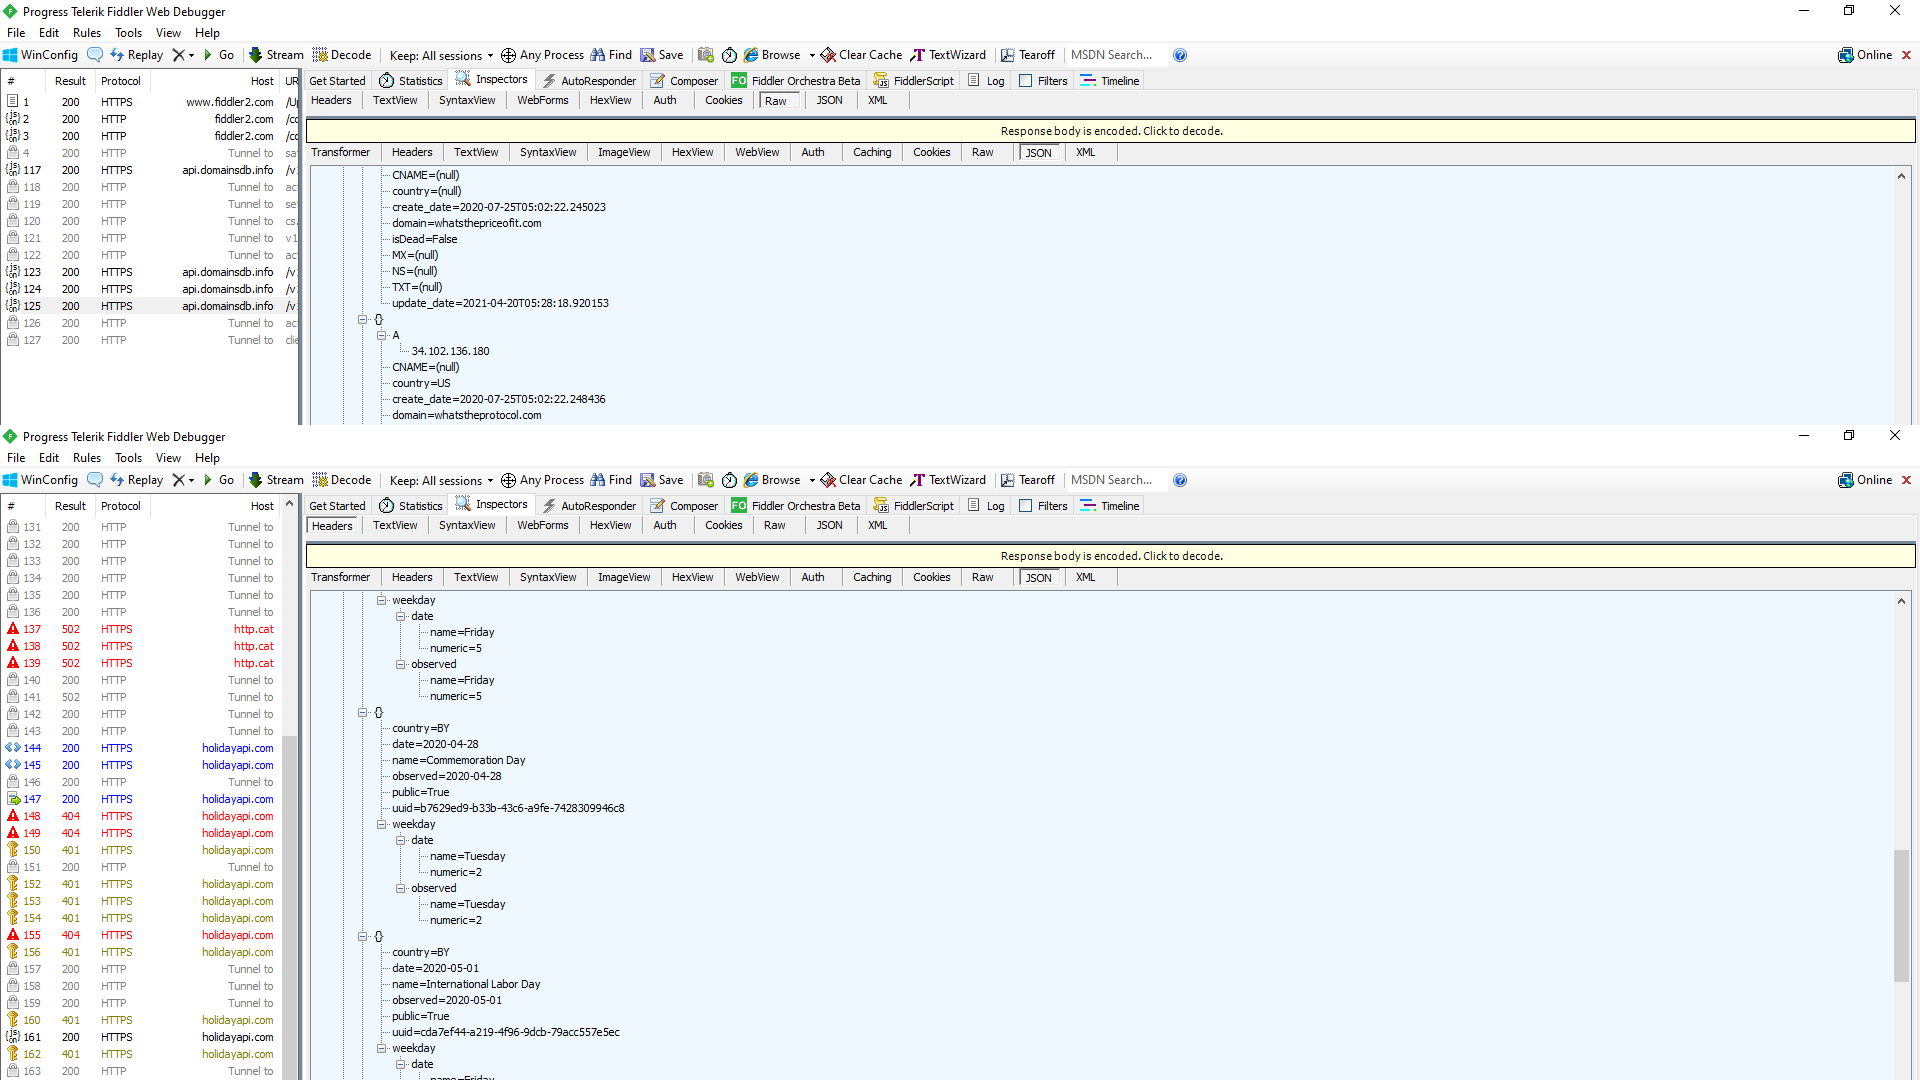 Progress Telerik Fiddler Web Debugger
File Edit Rules Tools View Help
WinConfig Replay Go Stream Decode Keep: All sessions Any Process Find Save Browse Clear Cache TextWizard Tearoff MSDN Search... Online
# Result Protocol Host UR
1 200 HTTPS www.fiddler2.com /Up
2 200 HTTP fiddler2.com /co
3 200 HTTP fiddler2.com /co
4 200 HTTP Tunnel to sa
117 200 HTTPS api.domainsdb.info /v
118 200 HTTP Tunnel to ac
119 200 HTTP Tunnel to se
120 200 HTTP Tunnel to cs.
121 200 HTTP Tunnel to v1
122 200 HTTP Tunnel to ac
123 200 HTTPS api.domainsdb.info /v
124 200 HTTPS api.domainsdb.info /v
125 200 HTTPS api.domainsdb.info /v
126 200 HTTP Tunnel to ac
127 200 HTTP Tunnel to clie
Get Started Statistics Inspectors AutoResponder Composer FO Fiddler Orchestra Beta FiddlerScript Log Filters Timeline
Headers TextView SyntaxView WebForms HexView Auth Cookies Raw JSON XML
Response body is encoded. Click to decode.
Transformer Headers TextView SyntaxView ImageView HexView WebView Auth Caching Cookies Raw JSON XML
CNAME=(null)
country=(null)
create_date=2020-07-25T05:02:22.245023
domain=whatsthepriceofit.com
isDead=False
MX=(null)
NS=(null)
TXT=(null)
update_date=2021-04-20T05:28:18.920153
{}
A
34.102.136.180
CNAME=(null)
country=US
create_date=2020-07-25T05:02:22.248436
domain=whatstheprotocol.com
Progress Telerik Fiddler Web Debugger
File Edit Rules Tools View Help
WinConfig Replay Go Stream Decode Keep: All sessions Any Process Find Save Browse Clear Cache TextWizard Tearoff MSDN Search... Online
# Result Protocol Host
131 200 HTTP Tunnel to
132 200 HTTP Tunnel to
133 200 HTTP Tunnel to
134 200 HTTP Tunnel to
135 200 HTTP Tunnel to
136 200 HTTP Tunnel to
137 502 HTTPS http.cat
138 502 HTTPS http.cat
139 502 HTTPS http.cat
140 200 HTTP Tunnel to
141 502 HTTP Tunnel to
142 200 HTTP Tunnel to
143 200 HTTP Tunnel to
144 200 HTTPS holidayapi.com
145 200 HTTPS holidayapi.com
146 200 HTTP Tunnel to
147 200 HTTPS holidayapi.com
148 404 HTTPS holidayapi.com
149 404 HTTPS holidayapi.com
150 401 HTTPS holidayapi.com
151 200 HTTP Tunnel to
152 401 HTTPS holidayapi.com
153 401 HTTPS holidayapi.com
154 401 HTTPS holidayapi.com
155 404 HTTPS holidayapi.com
156 401 HTTPS holidayapi.com
157 200 HTTP Tunnel to
158 200 HTTP Tunnel to
159 200 HTTP Tunnel to
160 401 HTTPS holidayapi.com
161 200 HTTPS holidayapi.com
162 401 HTTPS holidayapi.com
163 200 HTTP Tunnel to
Get Started Statistics Inspectors AutoResponder Composer FO Fiddler Orchestra Beta FiddlerScript Log Filters Timeline
Headers TextView SyntaxView WebForms HexView Auth Cookies Raw JSON XML
Response body is encoded. Click to decode.
Transformer Headers TextView SyntaxView ImageView HexView WebView Auth Caching Cookies Raw JSON XML
weekday
date
name=Friday
numeric=5
observed
name=Friday
numeric=5
{}
country=BY
date=2020-04-28
name=Commemoration Day
observed=2020-04-28
public=True
uuid=b7629ed9-b33b-43c6-a9fe-7428309946c8
weekday
date
name=Tuesday
numeric=2
observed
name=Tuesday
numeric=2
{}
country=BY
date=2020-05-01
name=International Labor Day
observed=2020-05-01
public=True
uuid=cda7ef44-a219-4f96-9dcb-79acc557e5ec
weekday
date
name=Friday